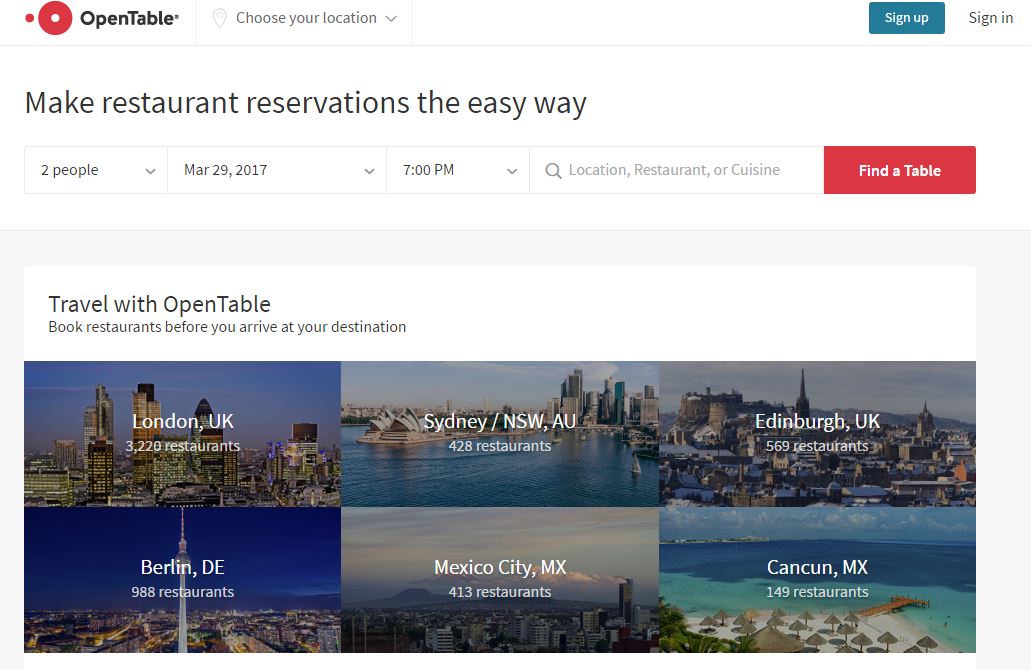 OpenTable®
Choose your location
Sign up
Sign in
Make restaurant reservations the easy way
2 people
Mar 29, 2017
7:00 PM
Location, Restaurant, or Cuisine
Find a Table
Travel with OpenTable
Book restaurants before you arrive at your destination
London, UK
3,220 restaurants
Sydney / NSW, AU
428 restaurants
Edinburgh, UK
569 restaurants
Berlin, DE
988 restaurants
Mexico City, MX
413 restaurants
Cancun, MX
149 restaurants